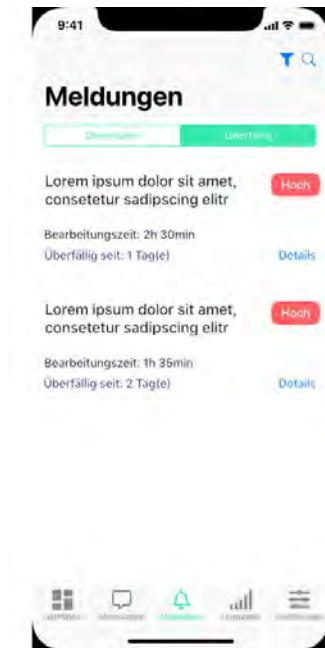 9:41
Meldungen
Überfällig
Lorem ipsum dolor sit amet,
consetetur sadipscing elitr
Hoch
Bearbeitungszeit: 2h 30min
Überfällig seit: 1 Tag(e)
Details
Lorem ipsum dolor sit amet,
consetetur sadipscing elitr
Hoch
Bearbeitungszeit: 1h 35min
Überfällig seit: 2 Tag(e)
Details